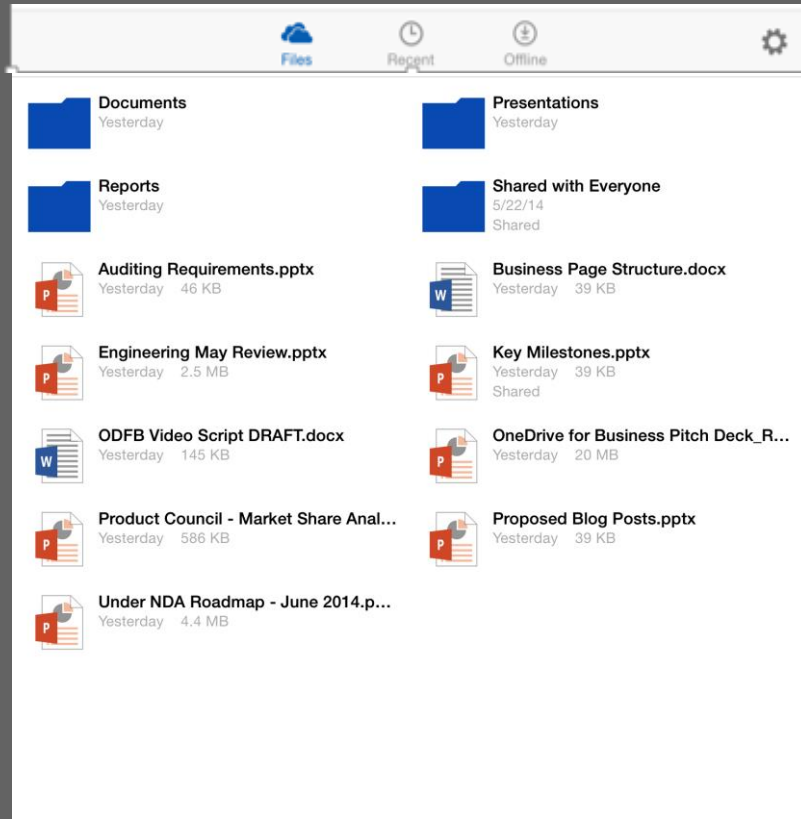 Files
Recent
Offline
Documents
Yesterday
Presentations
Yesterday
Reports
Yesterday
Shared with Everyone
5/22/14
Shared
Auditing Requirements.pptx
Yesterday 46 KB
Business Page Structure.docx
Yesterday 39 KB
Engineering May Review.pptx
Yesterday 2.5 MB
Key Milestones.pptx
Yesterday 39 KB
Shared
ODFB Video Script DRAFT.docx
Yesterday 145 KB
OneDrive for Business Pitch Deck_R...
Yesterday 20 MB
Product Council - Market Share Anal...
Yesterday 586 KB
Proposed Blog Posts.pptx
Yesterday 39 KB
Under NDA Roadmap - June 2014.p...
Yesterday 4.4 MB